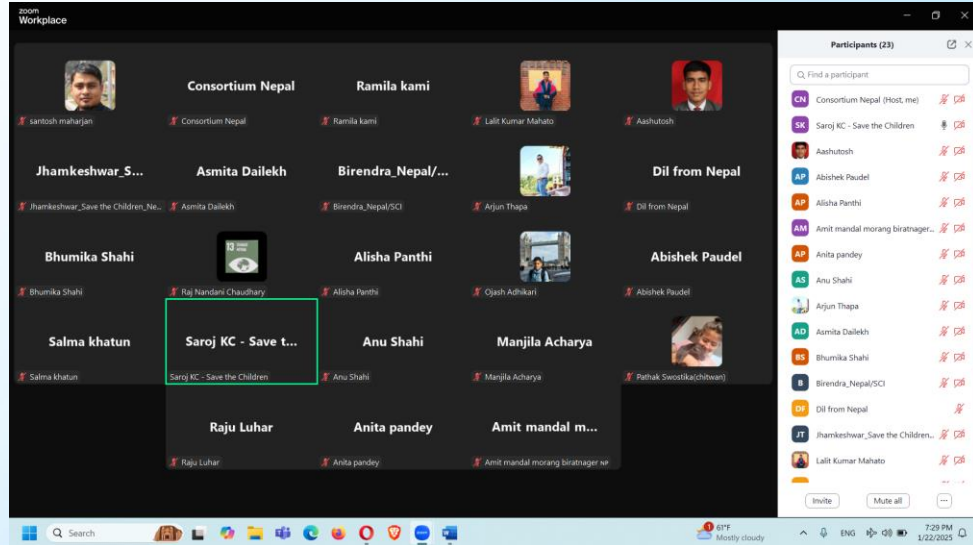 zoom
Workplace
santosh maharjan
Consortium Nepal
Consortium Nepal
Ramila kami
Ramila kami
Lalit Kumar Mahato
Aashutosh
Jhamkeshwar_S...
Jhamkeshwar_Save the Children_Ne...
Asmita Dailekh
Asmita Dailekh
Birendra_Nepal/...
Birendra_Nepal/SCI
Arjun Thapa
Dil from Nepal
Dil from Nepal
Bhumika Shahi
Bhumika Shahi
13
Raj Nandani Chaudhary
Alisha Panthi
Alisha Panthi
Ojash Adhikari
Abishek Paudel
Abishek Paudel
Salma khatun
Salma khatun
Saroj KC - Save t...
Saroj KC - Save the Children
Anu Shahi
Anu Shahi
Manjila Acharya
Manjila Acharya
Pathak Swostika(chitwan)
Raju Luhar
Raju Luhar
Anita pandey
Anita pandey
Amit mandal m...
Amit mandal morang biratnager NP
Participants (23)
Find a participant
CN Consortium Nepal (Host, me)
SK Saroj KC - Save the Children
Aashutosh
AP Abishek Paudel
AP Alisha Panthi
AM Amit mandal morang biratnager...
AP Anita pandey
AS Anu Shahi
Arjun Thapa
AD Asmita Dailekh
BS Bhumika Shahi
B Birendra_Nepal/SCI
DF Dil from Nepal
JT Jhamkeshwar_Save the Children...
Lalit Kumar Mahato
Invite
Mute all
Search
1
61°F
Mostly cloudy
ENG
7:29 PM
1/22/2025